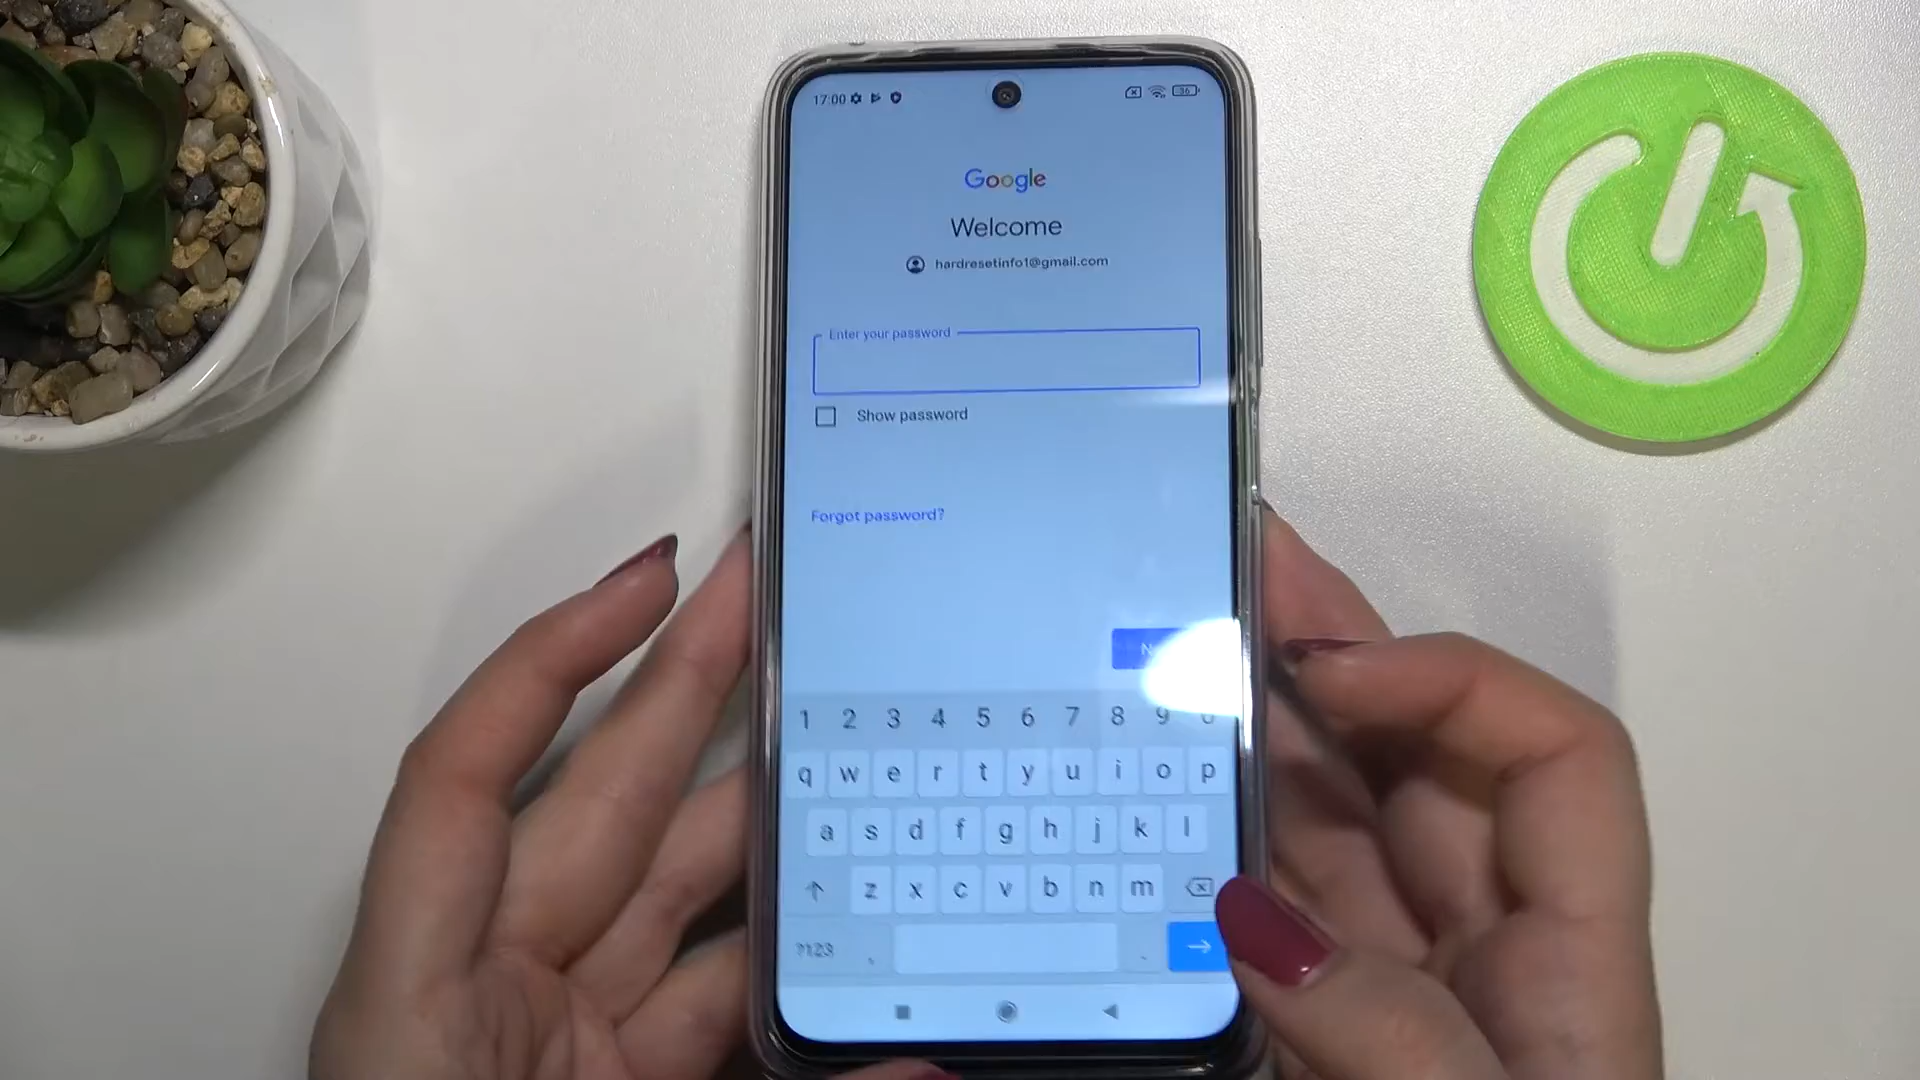 17:00
36
Google
Welcome
hardresetinfo1@gmail.com
Enter your password
Show password
Forgot password?
1 2 3 4 5 6 7 8 9
q w e r t y u i o p
a s d f g h j k l
z x c v b n m
?123 , .